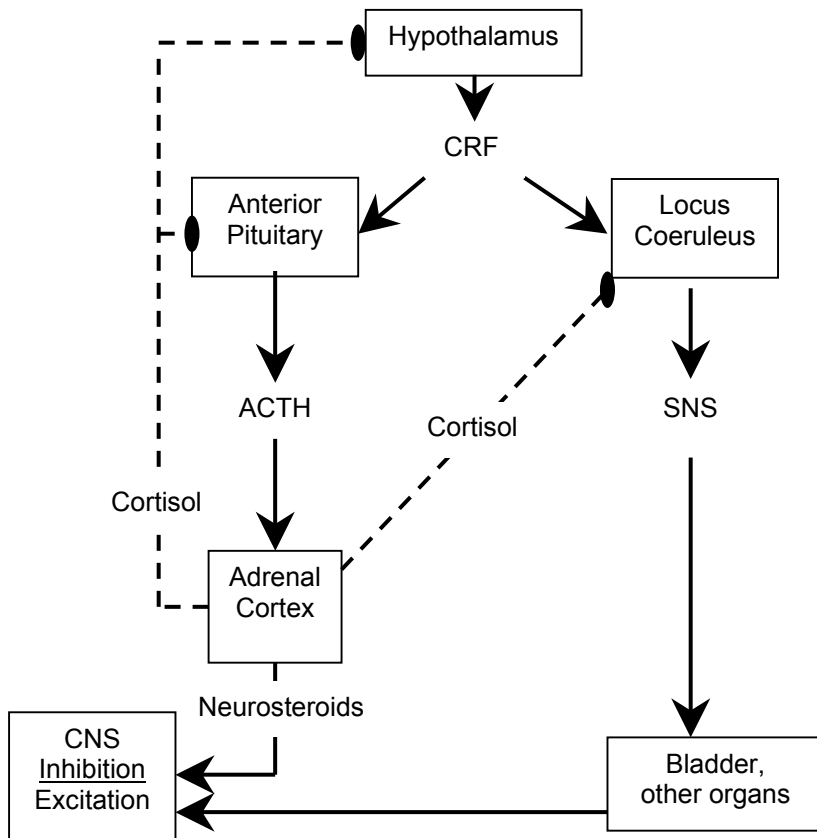 Hypothalamus
CRF
Anterior
Pituitary
Locus
Coeruleus
ACTH
Cortisol
SNS
Cortisol
Adrenal
Cortex
Neurosteroids
CNS
Inhibition
Excitation
Bladder,
other organs